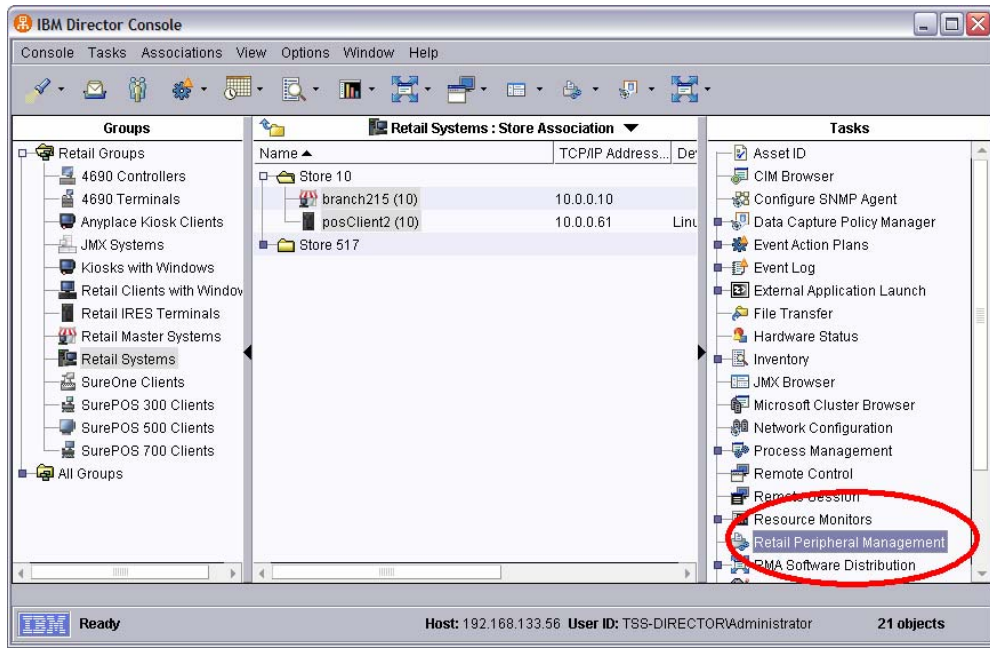 IBM Director Console
Console Tasks Associations View Options Window Help
Groups
Retail Groups
4690 Controllers
4690 Terminals
Anyplace Kiosk Clients
JMX Systems
Kiosks with Windows
Retail Clients with Window
Retail IRES Terminals
Retail Master Systems
Retail Systems
SureOne Clients
SurePOS 300 Clients
SurePOS 500 Clients
SurePOS 700 Clients
All Groups
Retail Systems : Store Association
Name TCP/IP Address... De
Store 10
branch215 (10) 10.0.0.10
posClient2 (10) 10.0.0.61 Linu
Store 517
Tasks
Asset ID
CIM Browser
Configure SNMP Agent
Data Capture Policy Manager
Event Action Plans
Event Log
External Application Launch
File Transfer
Hardware Status
Inventory
JMX Browser
Microsoft Cluster Browser
Network Configuration
Process Management
Remote Control
Remote Session
Resource Monitors
Retail Peripheral Management
RMA Software Distribution
IBM Ready Host: 192.168.133.56 User ID: TSS-DIRECTOR\Administrator 21 objects